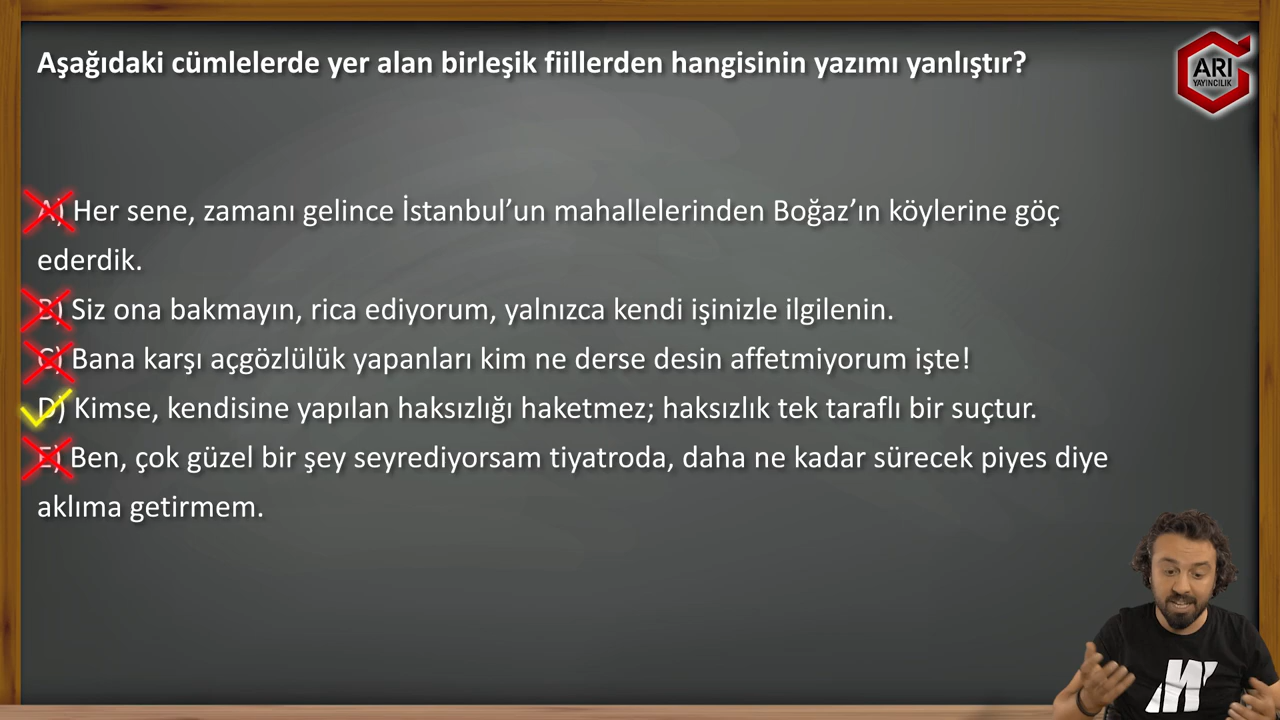 Aşağıdaki cümlelerde yer alan birleşik fiillerden hangisinin yazımı yanlıştır?
ARI
YAYINCILIK
A) Her sene, zamanı gelince İstanbul’un mahallelerinden Boğaz’ın köylerine göç
ederdik.
B) Siz ona bakmayın, rica ediyorum, yalnızca kendi işinizle ilgilenin.
C) Bana karşı açgözlülük yapanları kim ne derse desin affetmiyorum işte!
D) Kimse, kendisine yapılan haksızlığı haketmez; haksızlık tek taraflı bir suçtur.
E) Ben, çok güzel bir şey seyrediyorsam tiyatroda, daha ne kadar sürecek piyes diye
aklıma getirmem.